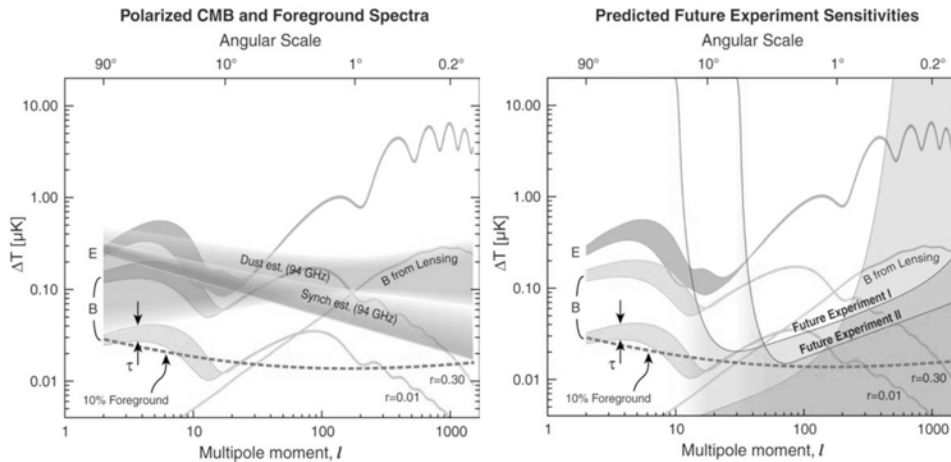 Polarized CMB and Foreground Spectra
Angular Scale
90° 10° 1° 0.2°
10.00
1.00
0.10
0.01
ΔT [μK]
E
B
τ
Dust est. (94 GHz)
Synch est. (94 GHz)
B from Lensing
10% Foreground
r=0.30
r=0.01
1 10 100 1000
Multipole moment, l
Predicted Future Experiment Sensitivities
Angular Scale
90° 10° 1° 0.2°
10.00
1.00
0.10
0.01
ΔT [μK]
E
B
τ
B from Lensing
Future Experiment I
Future Experiment II
10% Foreground
r=0.30
r=0.01
1 10 100 1000
Multipole moment, l